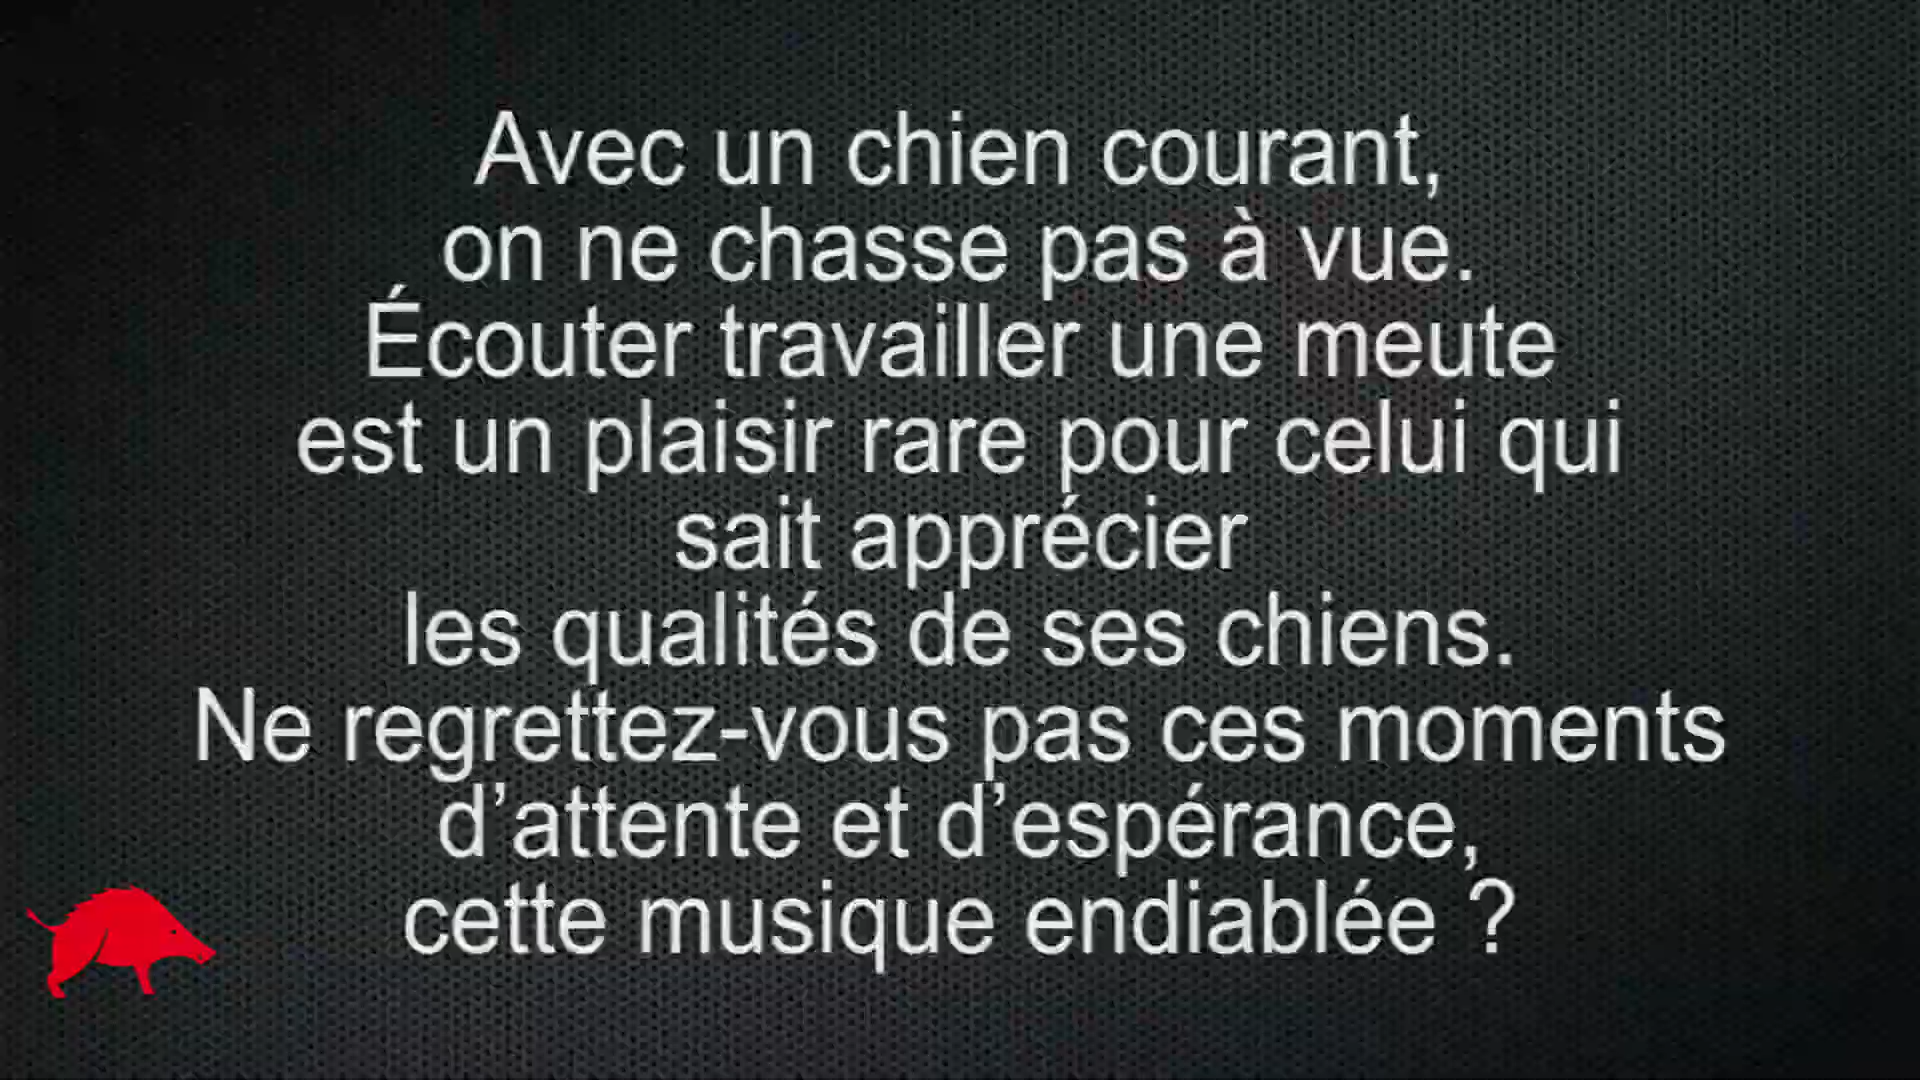 Avec un chien courant,
on ne chasse pas à vue.
Écouter travailler une meute
est un plaisir rare pour celui qui
sait apprécier
les qualités de ses chiens.
Ne regrettez-vous pas ces moments
d’attente et d’espérance,
cette musique endiablée ?